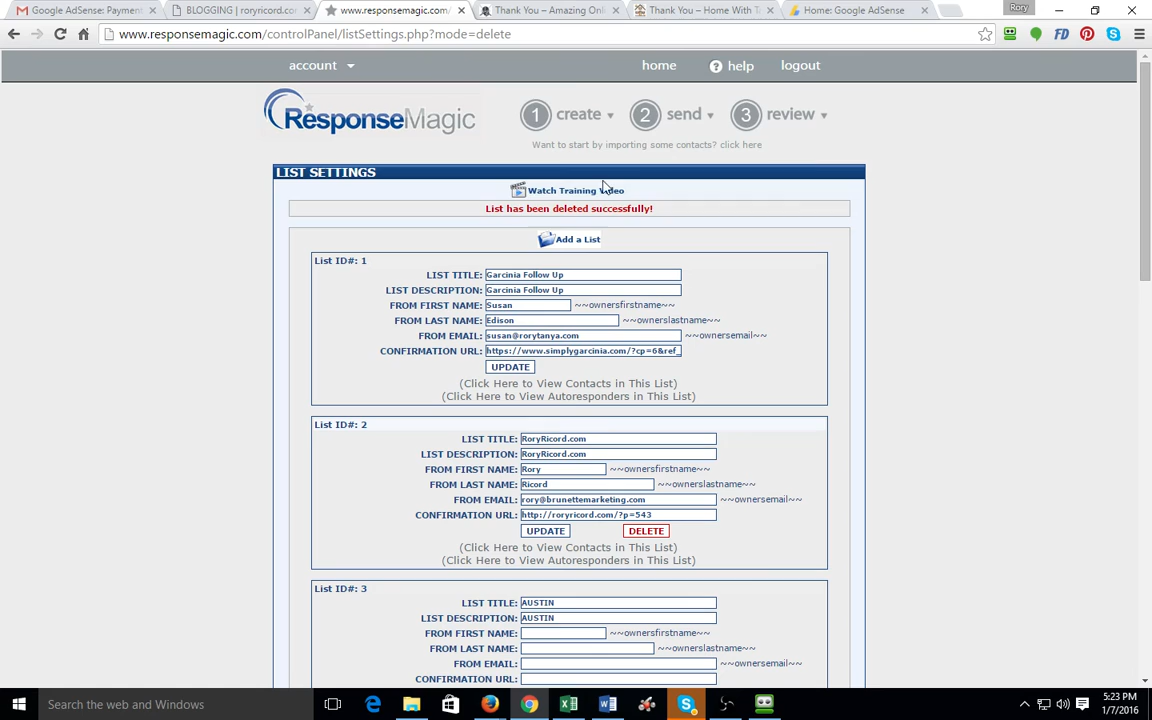 Google AdSense: Payment
BLOGGING | roryricord.co
www.responsemagic.com/
Thank You – Amazing Onli
Thank You – Home With T
Home: Google AdSense
Rory
www.responsemagic.com/controlPanel/listSettings.php?mode=delete
account
home
? help
logout
ResponseMagic
1 create
2 send
3 review
Want to start by importing some contacts? click here
LIST SETTINGS
Watch Training Video
List has been deleted successfully!
Add a List
List ID#: 1
LIST TITLE: Garcinia Follow Up
LIST DESCRIPTION: Garcinia Follow Up
FROM FIRST NAME: Susan ~~ownersfirstname~~
FROM LAST NAME: Edison ~~ownerslastname~~
FROM EMAIL: susan@rorytanya.com ~~ownersemail~~
CONFIRMATION URL: https://www.simplygarcinia.com/?cp=6&ref_
UPDATE
(Click Here to View Contacts in This List)
(Click Here to View Autoresponders in This List)
List ID#: 2
LIST TITLE: RoryRicord.com
LIST DESCRIPTION: RoryRicord.com
FROM FIRST NAME: Rory ~~ownersfirstname~~
FROM LAST NAME: Ricord ~~ownerslastname~~
FROM EMAIL: rory@brunettemarketing.com ~~ownersemail~~
CONFIRMATION URL: http://roryricord.com/?p=543
UPDATE DELETE
(Click Here to View Contacts in This List)
(Click Here to View Autoresponders in This List)
List ID#: 3
LIST TITLE: AUSTIN
LIST DESCRIPTION: AUSTIN
FROM FIRST NAME: ~~ownersfirstname~~
FROM LAST NAME: ~~ownerslastname~~
FROM EMAIL: ~~ownersemail~~
CONFIRMATION URL:
Search the web and Windows
5:23 PM
1/7/2016